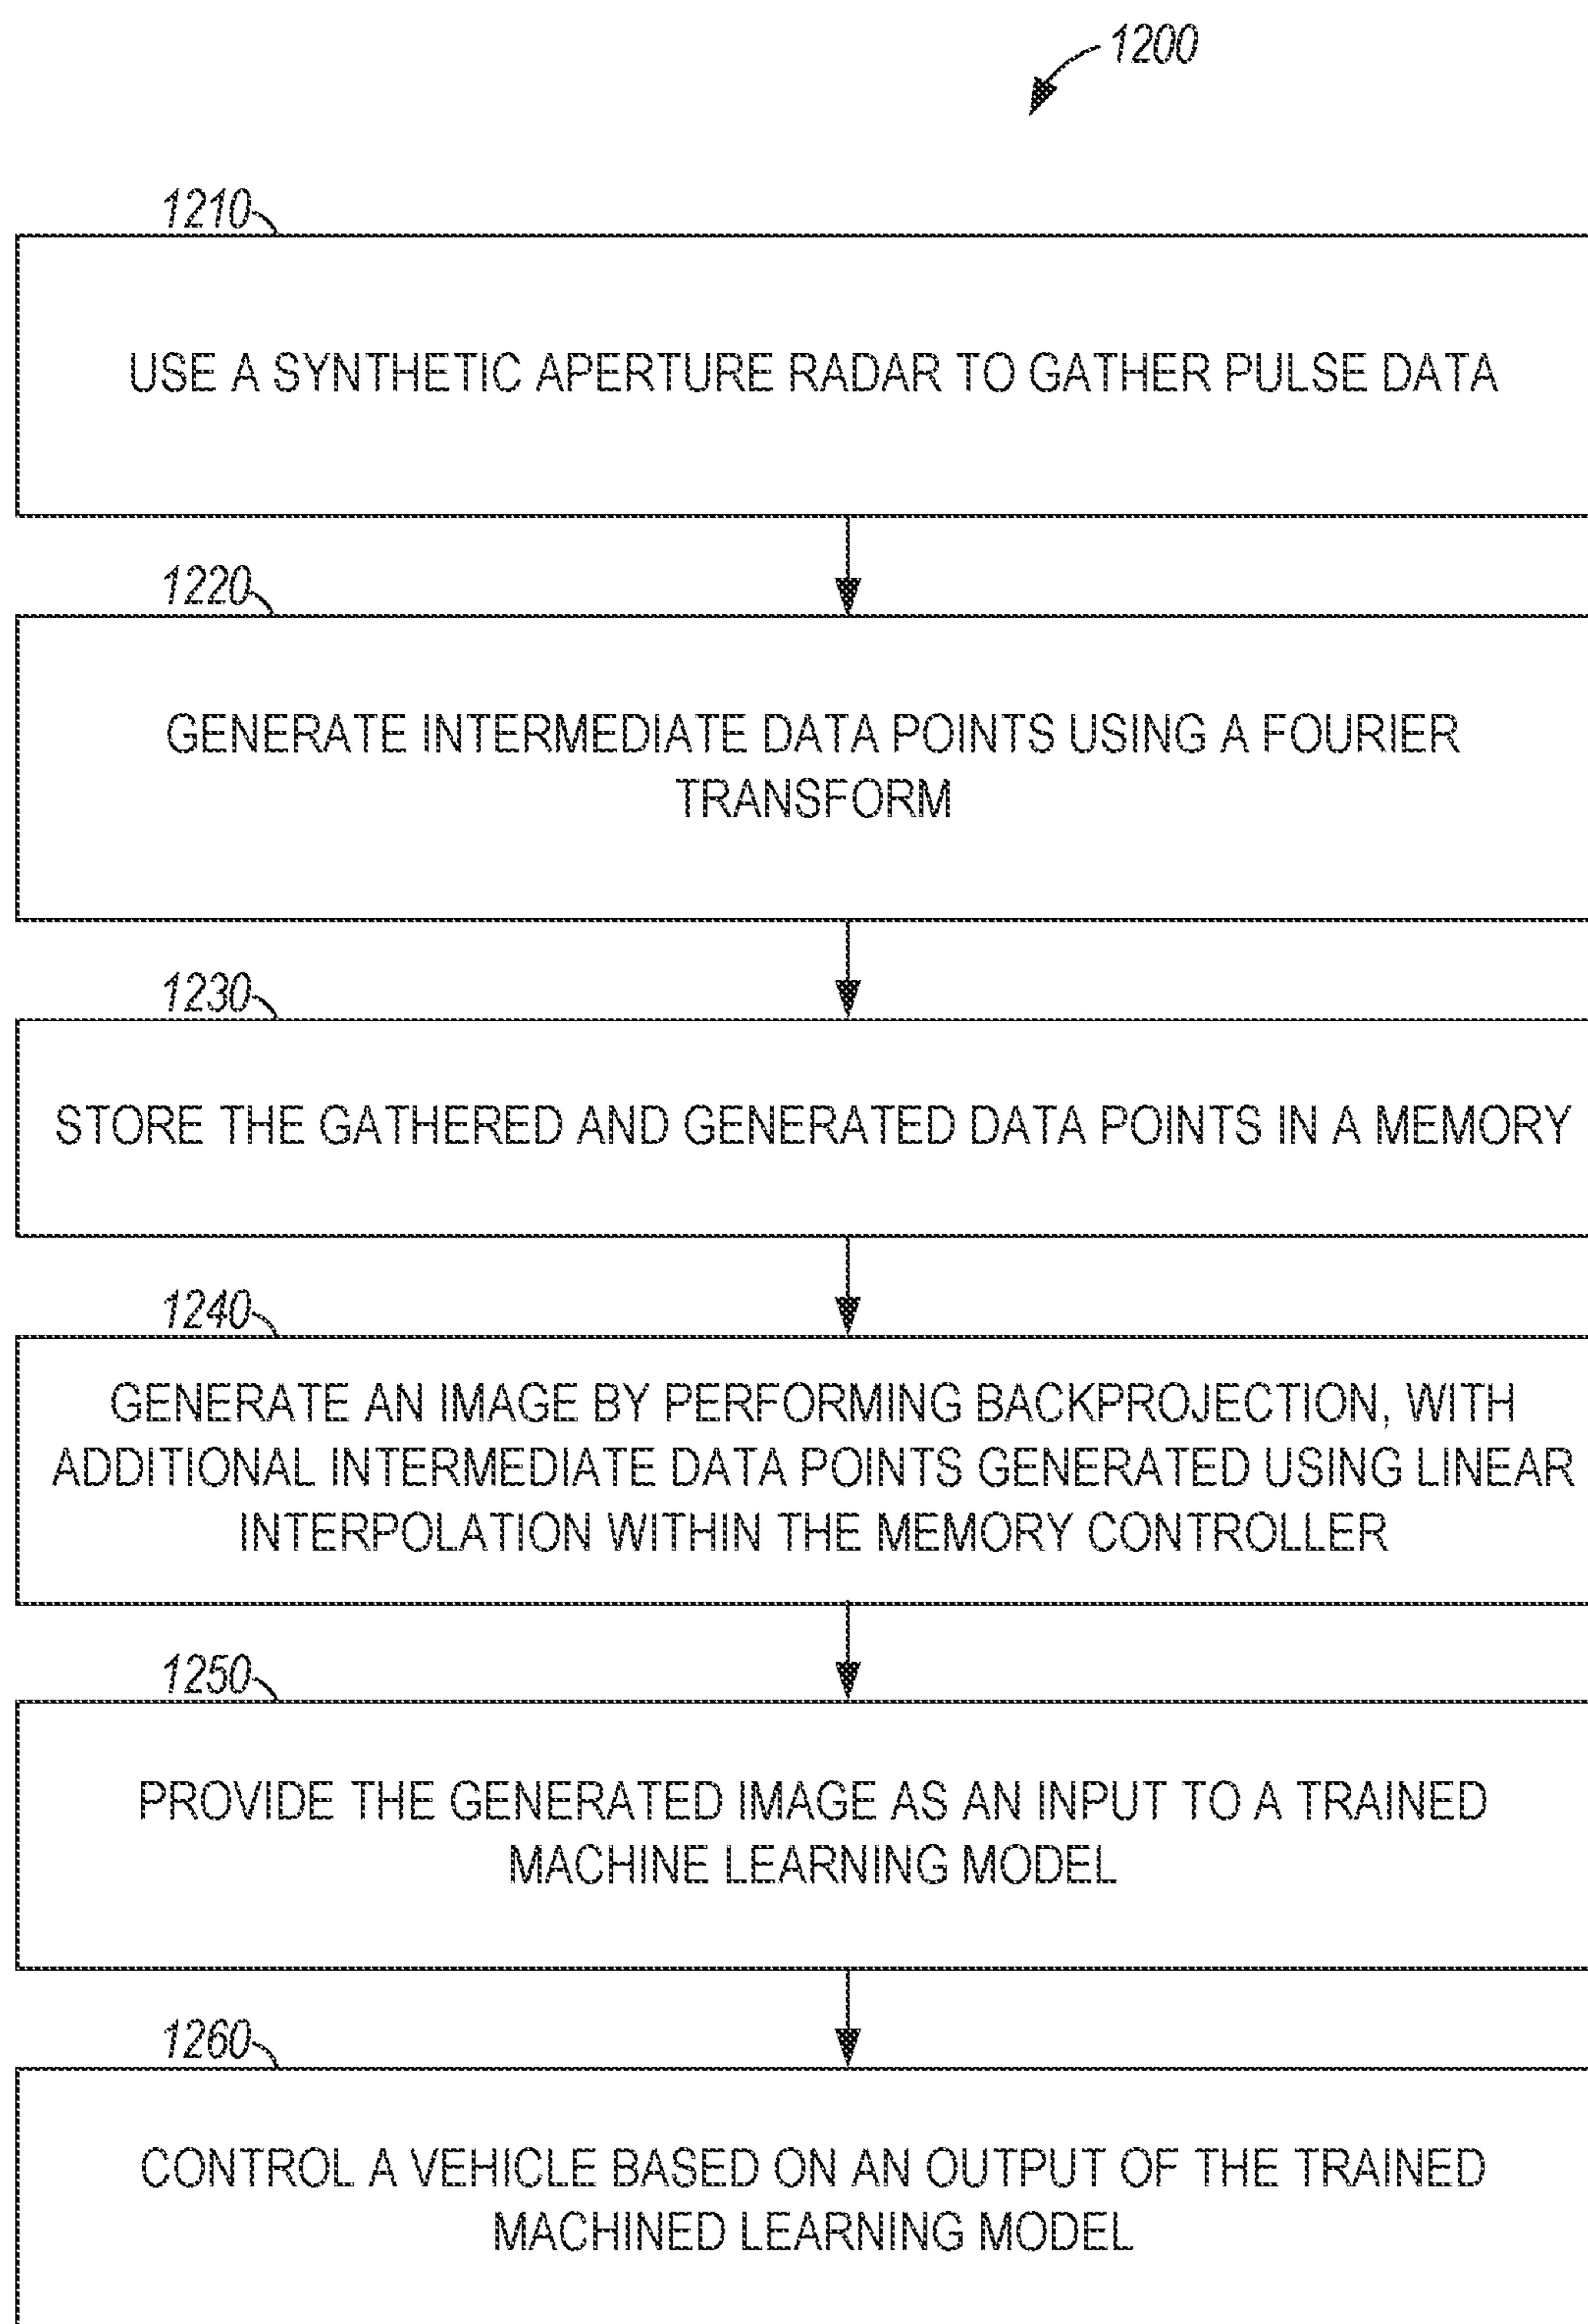 1200
1210
USE A SYNTHETIC APERTURE RADAR TO GATHER PULSE DATA
1220
GENERATE INTERMEDIATE DATA POINTS USING A FOURIER
TRANSFORM
1230
STORE THE GATHERED AND GENERATED DATA POINTS IN A MEMORY
1240
GENERATE AN IMAGE BY PERFORMING BACKPROJECTION, WITH
ADDITIONAL INTERMEDIATE DATA POINTS GENERATED USING LINEAR
INTERPOLATION WITHIN THE MEMORY CONTROLLER
1250
PROVIDE THE GENERATED IMAGE AS AN INPUT TO A TRAINED
MACHINE LEARNING MODEL
1260
CONTROL A VEHICLE BASED ON AN OUTPUT OF THE TRAINED
MACHINED LEARNING MODEL